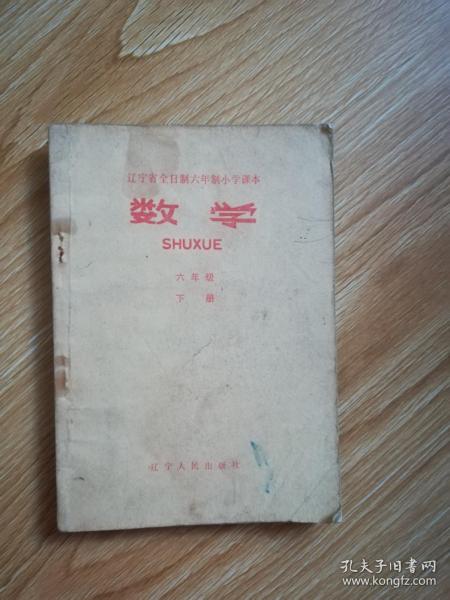 辽宁省全日制六年制小学课本
数学
SHUXUE
六年级
下册
辽宁人民出版社
孔夫子旧书网
www.kongfz.com